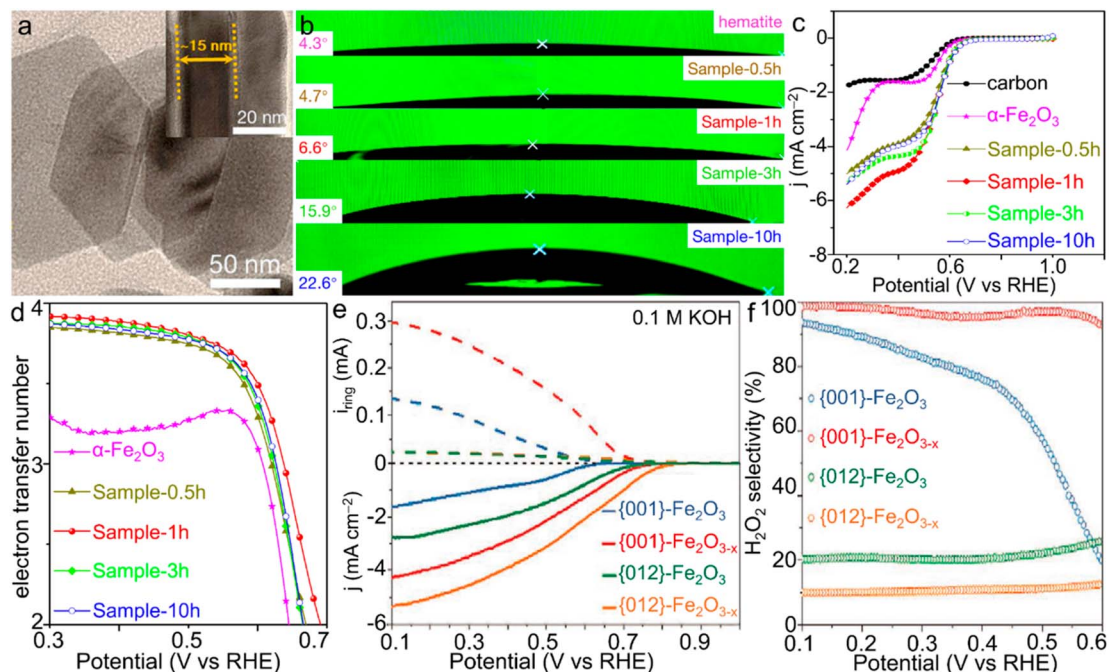 a
~15 nm
20 nm
50 nm
b
hematite
4.3°
Sample-0.5h
4.7°
Sample-1h
6.6°
Sample-3h
15.9°
Sample-10h
22.6°
c
j (mA cm⁻²)
0
-2
-4
-6
-8
carbon
α-Fe₂O₃
Sample-0.5h
Sample-1h
Sample-3h
Sample-10h
0.2 0.6 1.0
Potential (V vs RHE)
d
electron transfer number
4
3
2
α-Fe₂O₃
Sample-0.5h
Sample-1h
Sample-3h
Sample-10h
0.3 0.5 0.7
Potential (V vs RHE)
e
0.1 M KOH
i ring (mA)
0.3
0.2
0.1
0
j (mA cm⁻²)
-2
-4
-6
{001}-Fe₂O₃
{001}-Fe₂O₃₋ₓ
{012}-Fe₂O₃
{012}-Fe₂O₃₋ₓ
0.1 0.3 0.5 0.7 0.9
Potential (V vs RHE)
f
H₂O₂ selectivity (%)
100
80
60
40
20
0
{001}-Fe₂O₃
{001}-Fe₂O₃₋ₓ
{012}-Fe₂O₃
{012}-Fe₂O₃₋ₓ
0.1 0.2 0.3 0.4 0.5 0.6
Potential (V vs RHE)